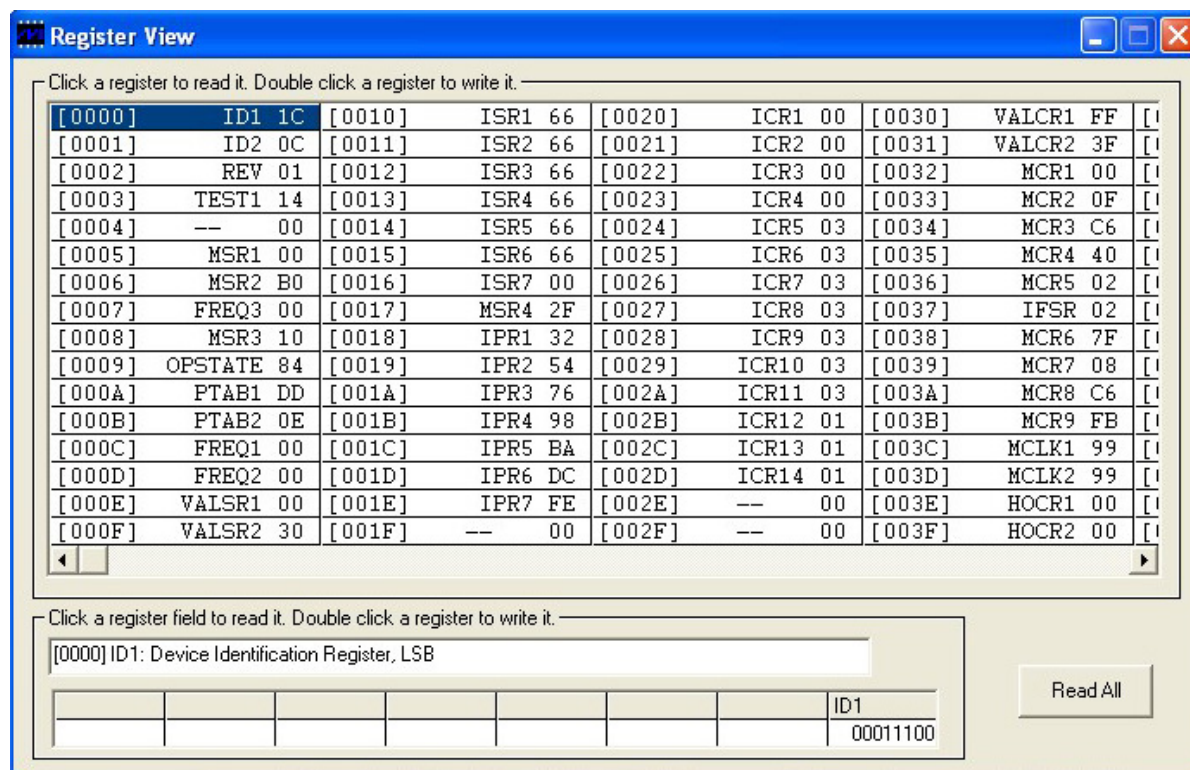 Register View
Click a register to read it. Double click a register to write it.
[0000] ID1 1C [0010] ISR1 66 [0020] ICR1 00 [0030] VALCR1 FF
[0001] ID2 0C [0011] ISR2 66 [0021] ICR2 00 [0031] VALCR2 3F
[0002] REV 01 [0012] ISR3 66 [0022] ICR3 00 [0032] MCR1 00
[0003] TEST1 14 [0013] ISR4 66 [0023] ICR4 00 [0033] MCR2 0F
[0004] -- 00 [0014] ISR5 66 [0024] ICR5 03 [0034] MCR3 C6
[0005] MSR1 00 [0015] ISR6 66 [0025] ICR6 03 [0035] MCR4 40
[0006] MSR2 B0 [0016] ISR7 00 [0026] ICR7 03 [0036] MCR5 02
[0007] FREQ3 00 [0017] MSR4 2F [0027] ICR8 03 [0037] IFSR 02
[0008] MSR3 10 [0018] IPR1 32 [0028] ICR9 03 [0038] MCR6 7F
[0009] OPSTATE 84 [0019] IPR2 54 [0029] ICR10 03 [0039] MCR7 08
[000A] PTAB1 DD [001A] IPR3 76 [002A] ICR11 03 [003A] MCR8 C6
[000B] PTAB2 0E [001B] IPR4 98 [002B] ICR12 01 [003B] MCR9 FB
[000C] FREQ1 00 [001C] IPR5 BA [002C] ICR13 01 [003C] MCLK1 99
[000D] FREQ2 00 [001D] IPR6 DC [002D] ICR14 01 [003D] MCLK2 99
[000E] VALSR1 00 [001E] IPR7 FE [002E] -- 00 [003E] HOCR1 00
[000F] VALSR2 30 [001F] -- 00 [002F] -- 00 [003F] HOCR2 00
Click a register field to read it. Double click a register to write it.
[0000] ID1: Device Identification Register, LSB
Read All
ID1
00011100